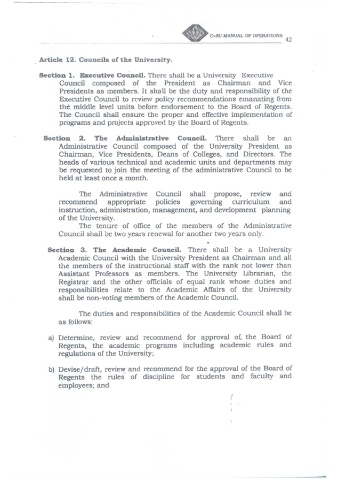 CvSU MANUAL OF OPERATIONS
42
Article 12. Councils of the University.
Section 1. Executive Council. There shall be a University Executive
Council composed of the President as Chairman and Vice
Presidents as members. It shall be the duty and responsibility of the
Executive Council to review policy recommendations emanating from
the middle level units before endorsement to the Board of Regents.
The Council shall ensure the proper and effective implementation of
programs and projects approved by the Board of Regents.
Section 2. The Administrative Council. There shall be an
Administrative Council composed of the University President as
Chairman, Vice Presidents, Deans of Colleges, and Directors. The
heads of various technical and academic units and departments may
be requested to join the meeting of the administrative Council to be
held at least once a month.
The Administrative Council shall propose, review and
recommend appropriate policies governing curriculum and
instruction, administration, management, and development planning
of the University.
The tenure of office of the members of the Administrative
Council shall be two years renewal for another two years only.
Section 3. The Academic Council. There shall be a University
Academic Council with the University President as Chairman and all
the members of the instructional staff with the rank not lower than
Assistant Professors as members. The University Librarian, the
Registrar and the other officials of equal rank whose duties and
responsibilities relate to the Academic Affairs of the University
shall be non-voting members of the Academic Council.
The duties and responsibilities of the Academic Council shall be
as follows:
a) Determine, review and recommend for approval of, the Board of
Regents, the academic programs including academic rules and
regulations of the University;
b) Devise/draft, review and recommend for the approval of the Board of
Regents the rules of discipline for students and faculty and
employees; and